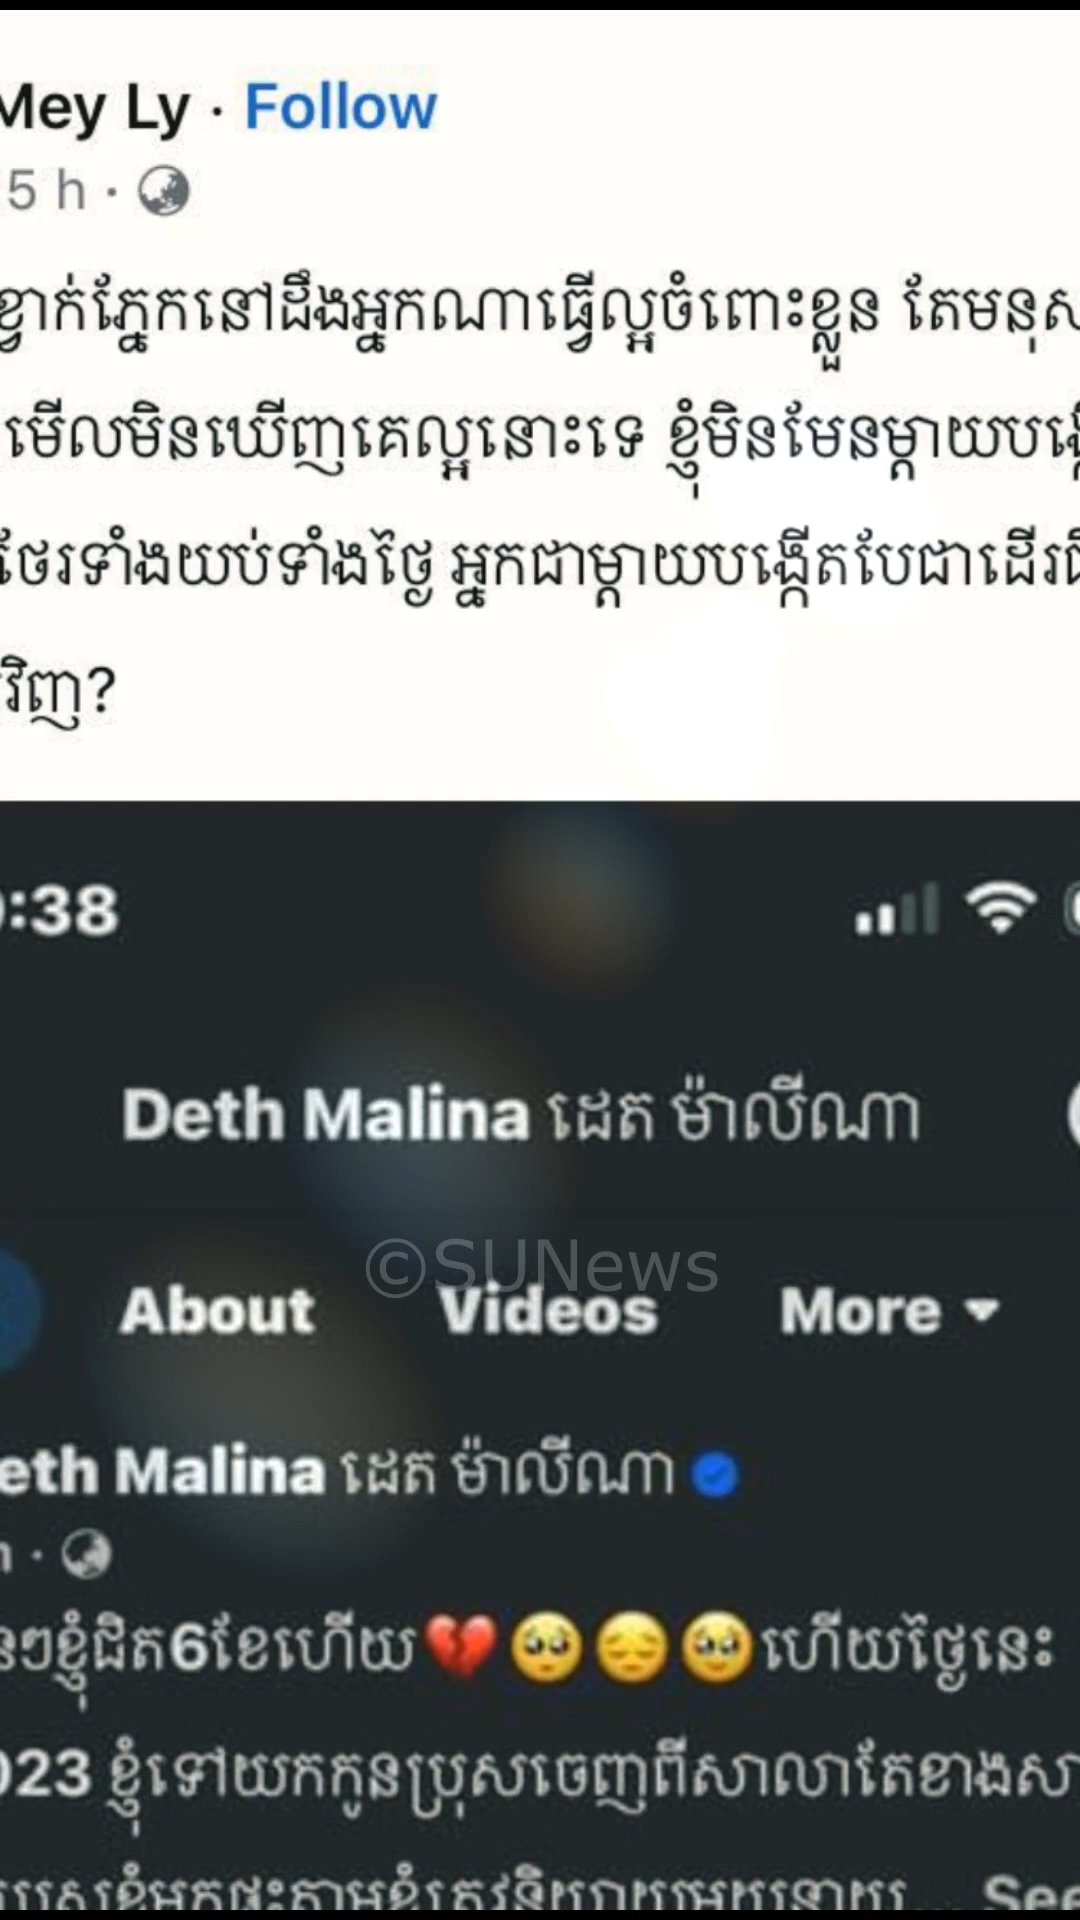 Mey Ly · Follow
5 h ·
ខ្វាក់ភ្នែកនៅដឹងអ្នកណាធ្វើល្អចំពោះខ្លួន តែមនុស
មើលមិនឃើញគេល្អនោះទេ ខ្ញុំមិនមែនម្តាយបង្កើ
ថែរទាំងយប់ទាំងថ្ងៃ អ្នកជាម្តាយបង្កើតបែជាដើរ
វិញ?
:38
Deth Malina ដេត ម៉ាលីណា
©SUNews
About Videos More
eth Malina ដេត ម៉ាលីណា
នៗខ្ញុំជិត6ខែហើយ💔🥺😔🥹ហើយថ្ងៃនេះ
023 ខ្ញុំទៅយកកូនប្រុសចេញពីសាលាតែខាងសា
See